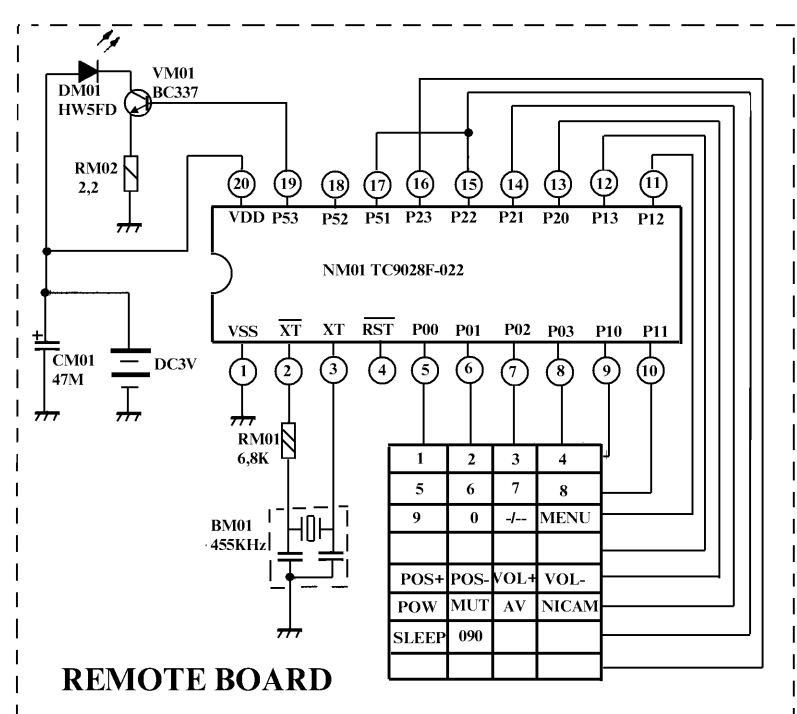 VM01
BC337
DM01
HW5FD
RM02
2,2
20 19 18 17 16 15 14 13 12 11
VDD P53 P52 P51 P23 P22 P21 P20 P13 P12
NM01 TC9028F-022
VSS XT XT RST P00 P01 P02 P03 P10 P11
1 2 3 4 5 6 7 8 9 10
+
CM01
47M
DC3V
RM01
6,8K
BM01
455KHz
1 2 3 4
5 6 7 8
9 0 -/-- MENU
POS+ POS- VOL+ VOL-
POW MUT AV NICAM
SLEEP 090
REMOTE BOARD